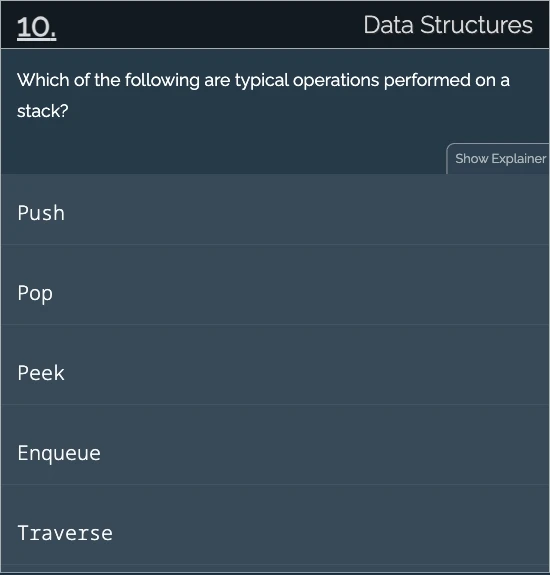 10.
Data Structures
Which of the following are typical operations performed on a
stack?
Show Explainer
Push
Pop
Peek
Enqueue
Traverse